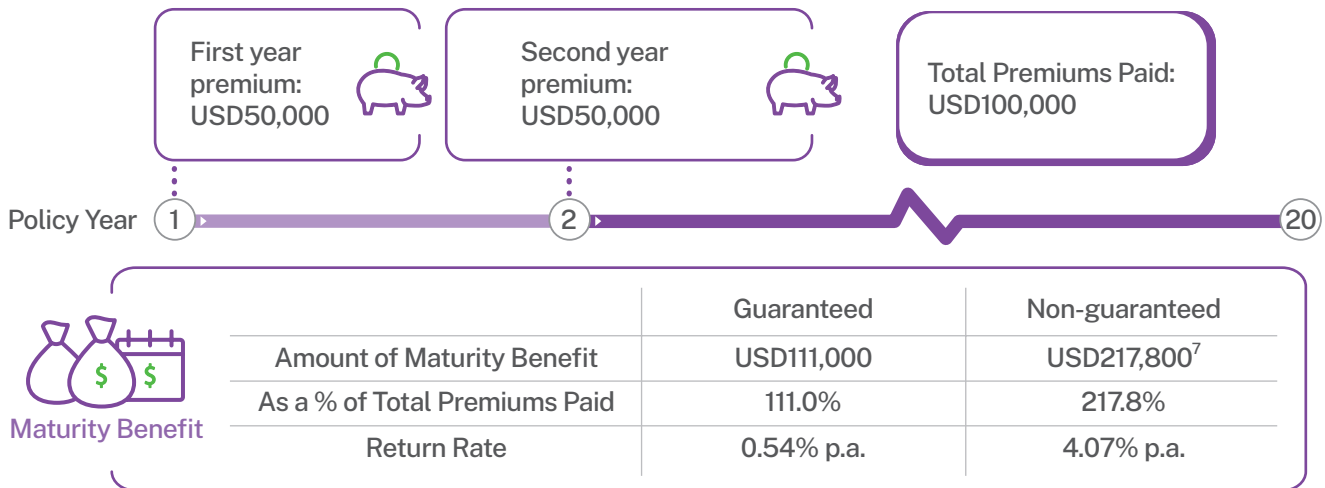 First year
premium:
USD50,000
Second year
premium:
USD50,000
Total Premiums Paid:
USD100,000
Policy Year 1 2 20
Guaranteed Non-guaranteed
Amount of Maturity Benefit USD111,000 USD217,800⁷
As a % of Total Premiums Paid 111.0% 217.8%
Return Rate 0.54% p.a. 4.07% p.a.
$ $
Maturity Benefit